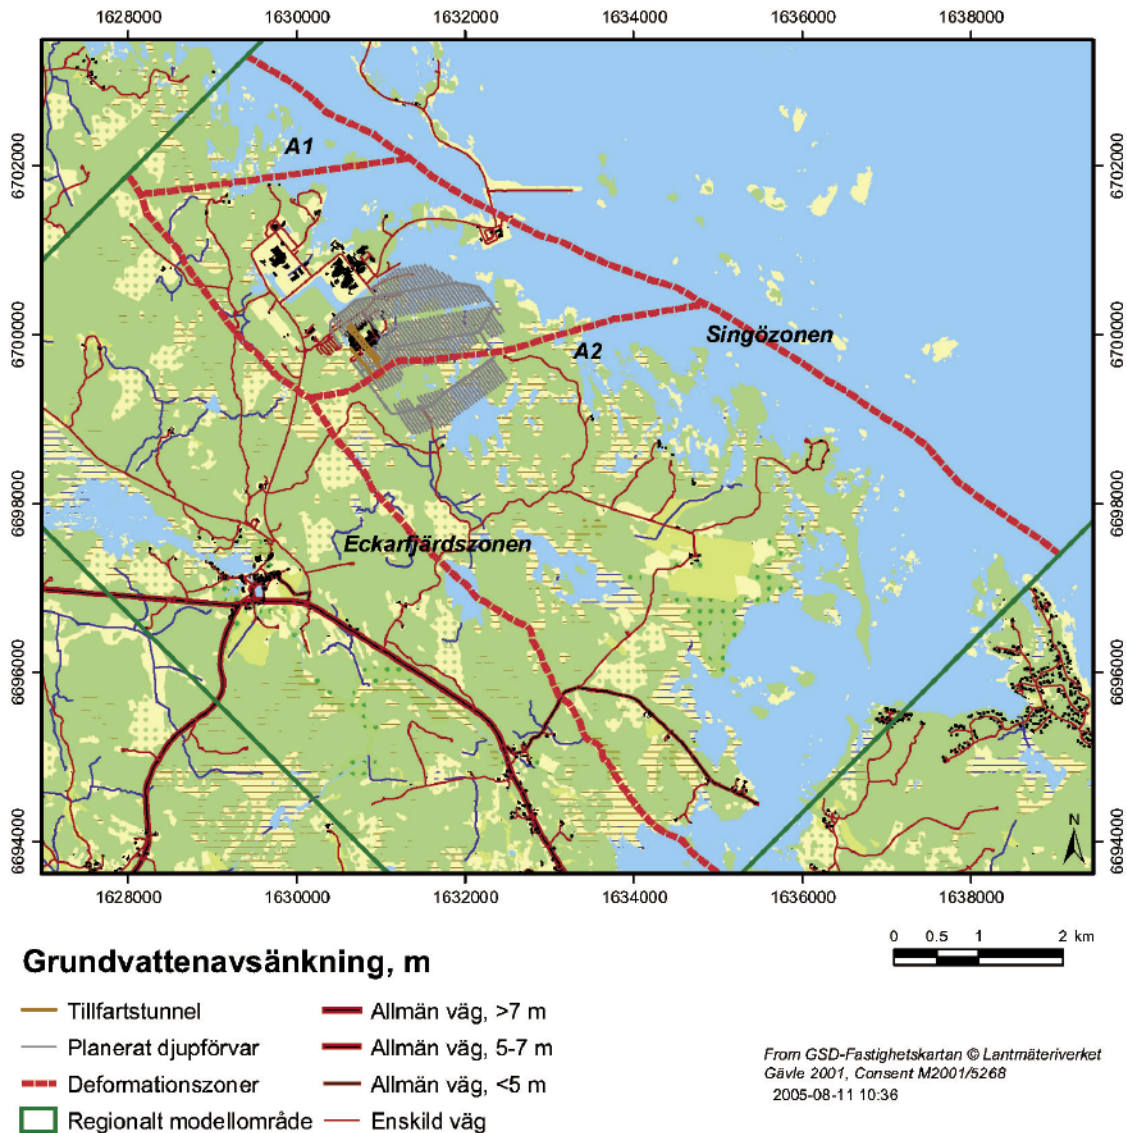 1628000 1630000 1632000 1634000 1636000 1638000
6702000 6702000
A1
6700000 6700000
Singözonen
A2
6698000 6698000
Eckarfjärdszonen
6696000 6696000
6694000 6694000
N
1628000 1630000 1632000 1634000 1636000 1638000
0 0.5 1 2 km
Grundvattenavsänkning, m
Tillfartstunnel
Planerat djupförvar
Deformationszoner
Regionalt modellområde
Allmän väg, >7 m
Allmän väg, 5-7 m
Allmän väg, <5 m
Enskild väg
From GSD-Fastighetskartan © Lantmäteriverket
Gävle 2001, Consent M2001/5268
2005-08-11 10:36